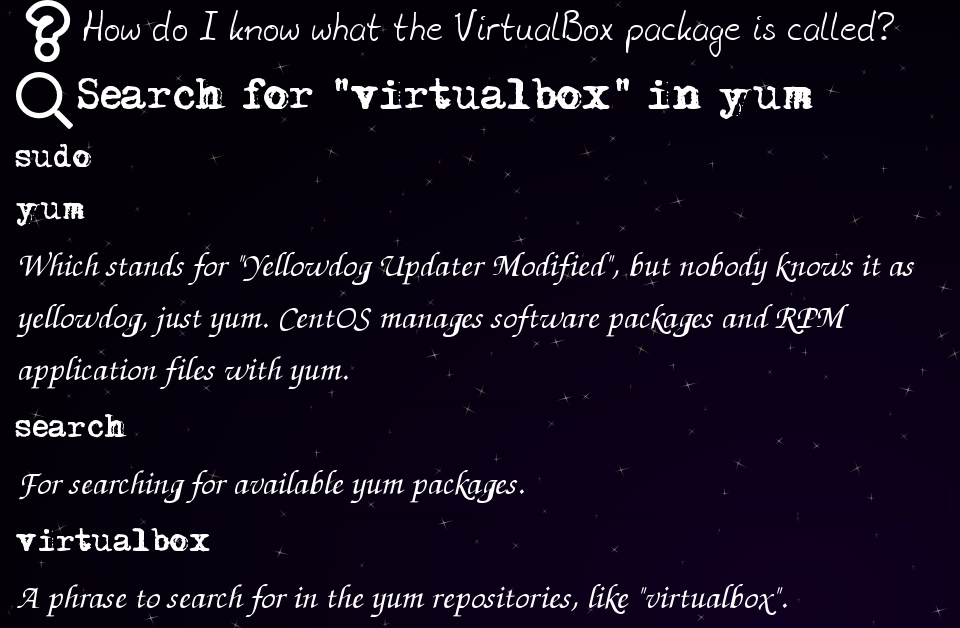 How do I know what the VirtualBox package is called?
Search for "virtualbox" in yum
sudo
yum
Which stands for "Yellowdog Updater Modified", but nobody knows it as
yellowdog, just yum. CentOS manages software packages and RPM
application files with yum.
search
For searching for available yum packages.
virtualbox
A phrase to search for in the yum repositories, like "virtualbox".